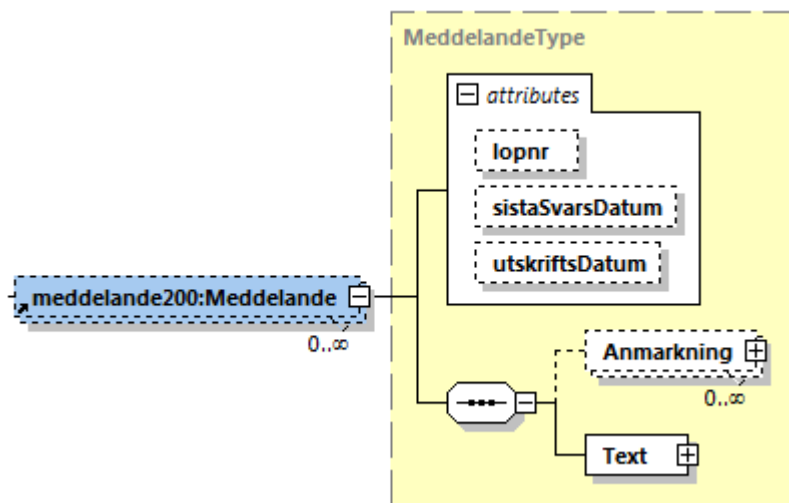 MeddelandeType
attributes
lopnr
sistaSvarsDatum
utskriftsDatum
meddelande200:Meddelande
0..∞
Anmarkning
0..∞
Text